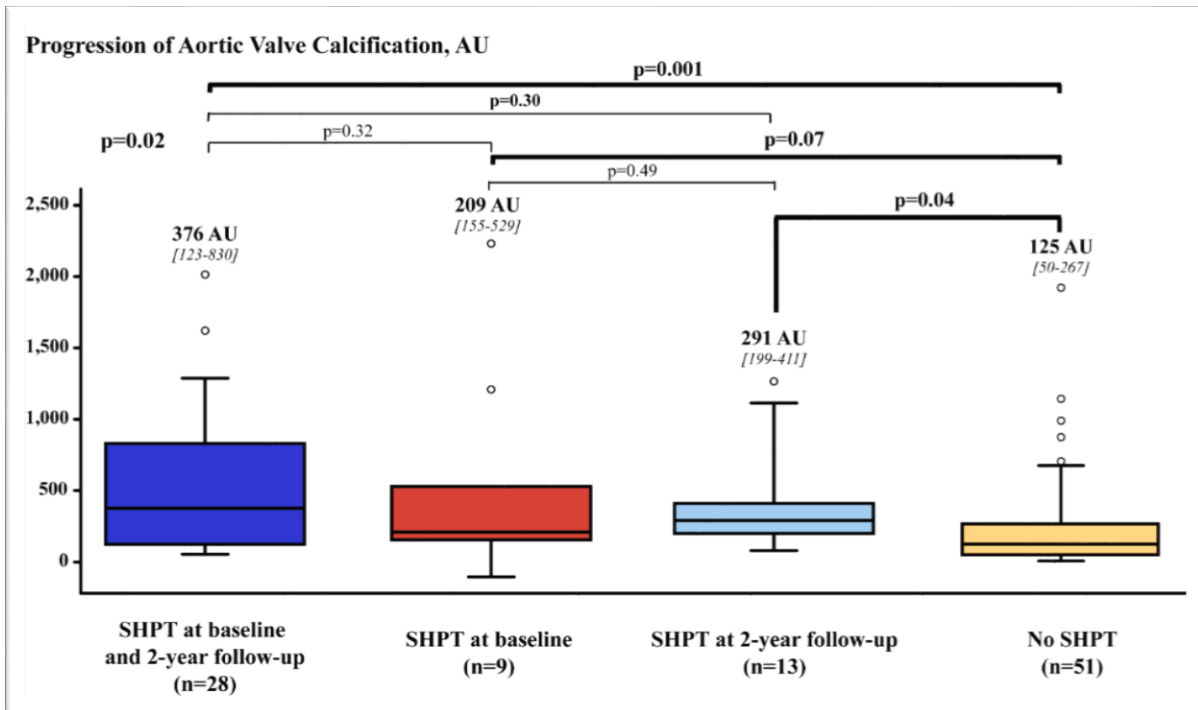 Progression of Aortic Valve Calcification, AU
p=0.001
p=0.30
p=0.32
p=0.02
p=0.07
p=0.49
p=0.04
2,500
2,000
1,500
1,000
500
0
376 AU
[123-830]
209 AU
[155-529]
291 AU
[199-411]
125 AU
[50-267]
SHPT at baseline
and 2-year follow-up
(n=28)
SHPT at baseline
(n=9)
SHPT at 2-year follow-up
(n=13)
No SHPT
(n=51)